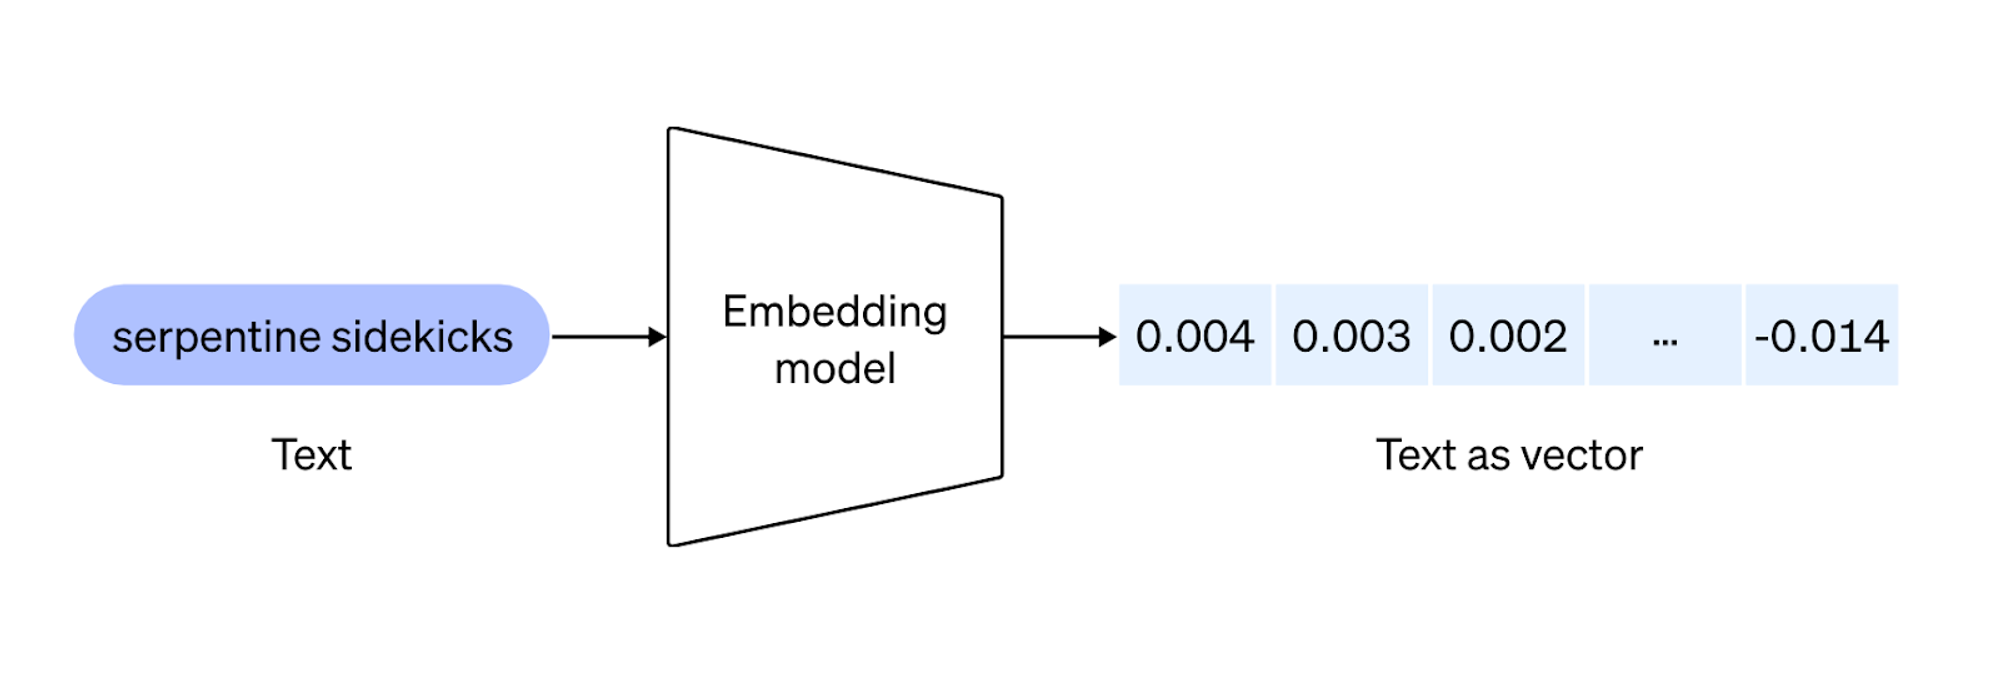 serpentine sidekicks
Text
Embedding
model
0.004 0.003 0.002 ... -0.014
Text as vector